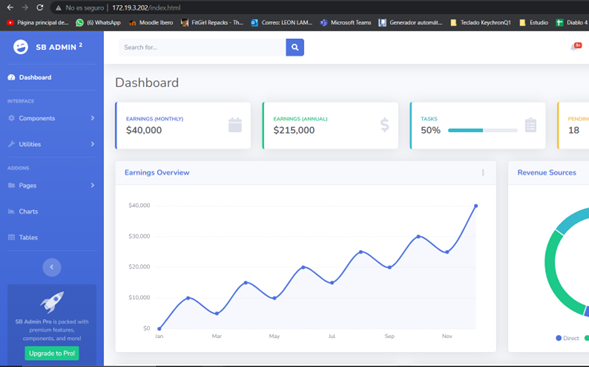 No es seguro | 172.19.3.202/index.html
Página principal de...
(6) WhatsApp
Moodle Ibero
FitGirl Repacks - Th...
Correo: LEON LAM...
Microsoft Teams
Generador automát...
Teclado KeychronQ1
Estudio
Diablo 4
SB ADMIN 2
Search for...
Dashboard
INTERFACE
Components
Utilities
ADDONS
Pages
Charts
Tables
SB Admin Pro is packed with
premium features,
components, and more!
Upgrade to Pro!
Dashboard
EARNINGS (MONTHLY)
$40,000
EARNINGS (ANNUAL)
$215,000
TASKS
50%
PENDIN
18
Earnings Overview
$40,000
$30,000
$20,000
$10,000
$0
Jan
Mar
May
Jul
Sep
Nov
Revenue Sources
Direct